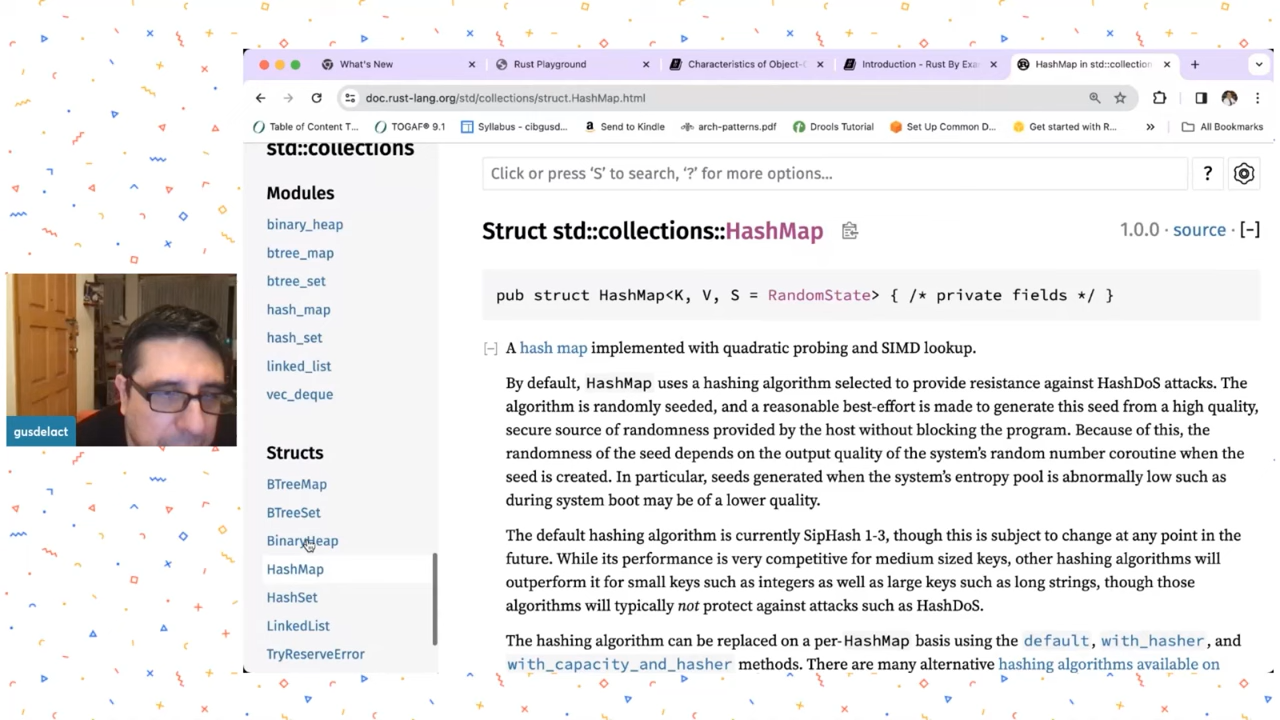 What's New
Rust Playground
Characteristics of Object-O
Introduction - Rust By Exa
HashMap in std::collection
doc.rust-lang.org/std/collections/struct.HashMap.html
Table of Content T...
TOGAF® 9.1
Syllabus - cibgusd...
Send to Kindle
arch-patterns.pdf
Drools Tutorial
Set Up Common D...
Get started with R...
All Bookmarks
std::collections
Modules
binary_heap
btree_map
btree_set
hash_map
hash_set
linked_list
vec_deque
Structs
BTreeMap
BTreeSet
BinaryHeap
HashMap
HashSet
LinkedList
TryReserveError
Click or press ‘S’ to search, ‘?’ for more options…
?
Struct std::collections::HashMap
1.0.0 · source · [-]
pub struct HashMap<K, V, S = RandomState> { /* private fields */ }
[-] A hash map implemented with quadratic probing and SIMD lookup.
By default, HashMap uses a hashing algorithm selected to provide resistance against HashDoS attacks. The
algorithm is randomly seeded, and a reasonable best-effort is made to generate this seed from a high quality,
secure source of randomness provided by the host without blocking the program. Because of this, the
randomness of the seed depends on the output quality of the system’s random number coroutine when the
seed is created. In particular, seeds generated when the system’s entropy pool is abnormally low such as
during system boot may be of a lower quality.
The default hashing algorithm is currently SipHash 1-3, though this is subject to change at any point in the
future. While its performance is very competitive for medium sized keys, other hashing algorithms will
outperform it for small keys such as integers as well as large keys such as long strings, though those
algorithms will typically not protect against attacks such as HashDoS.
The hashing algorithm can be replaced on a per-HashMap basis using the default, with_hasher, and
with_capacity_and_hasher methods. There are many alternative hashing algorithms available on
gusdelact